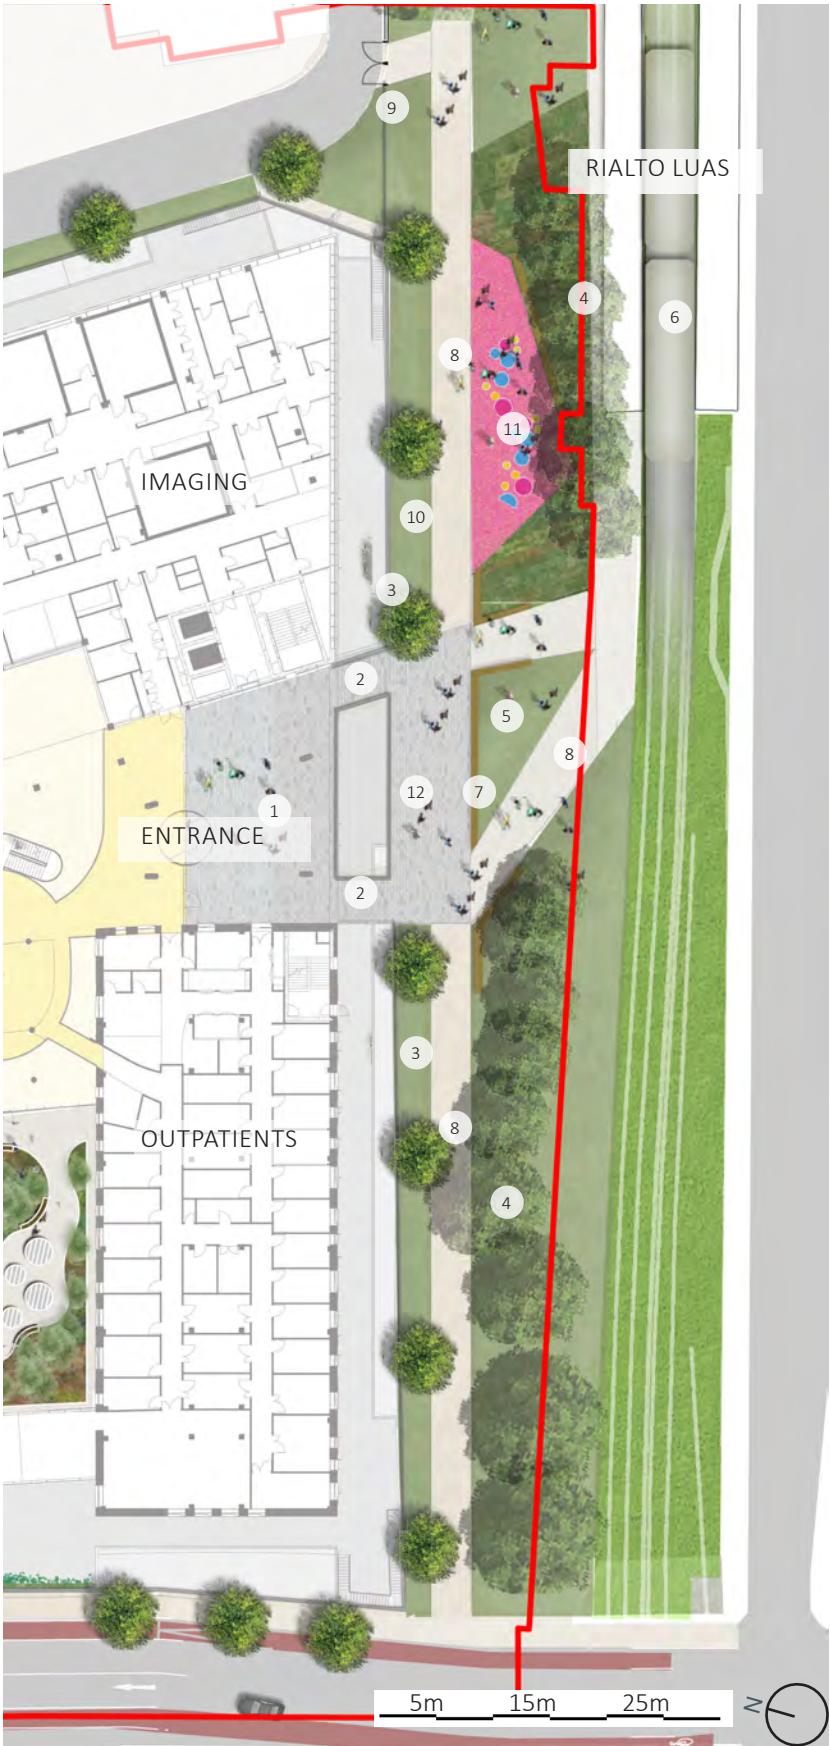 9
RIALTO LUAS
4
6
8
11
IMAGING
10
3
2
5
8
7
12
1
ENTRANCE
2
3
8
OUTPATIENTS
4
5m 15m 25m
N